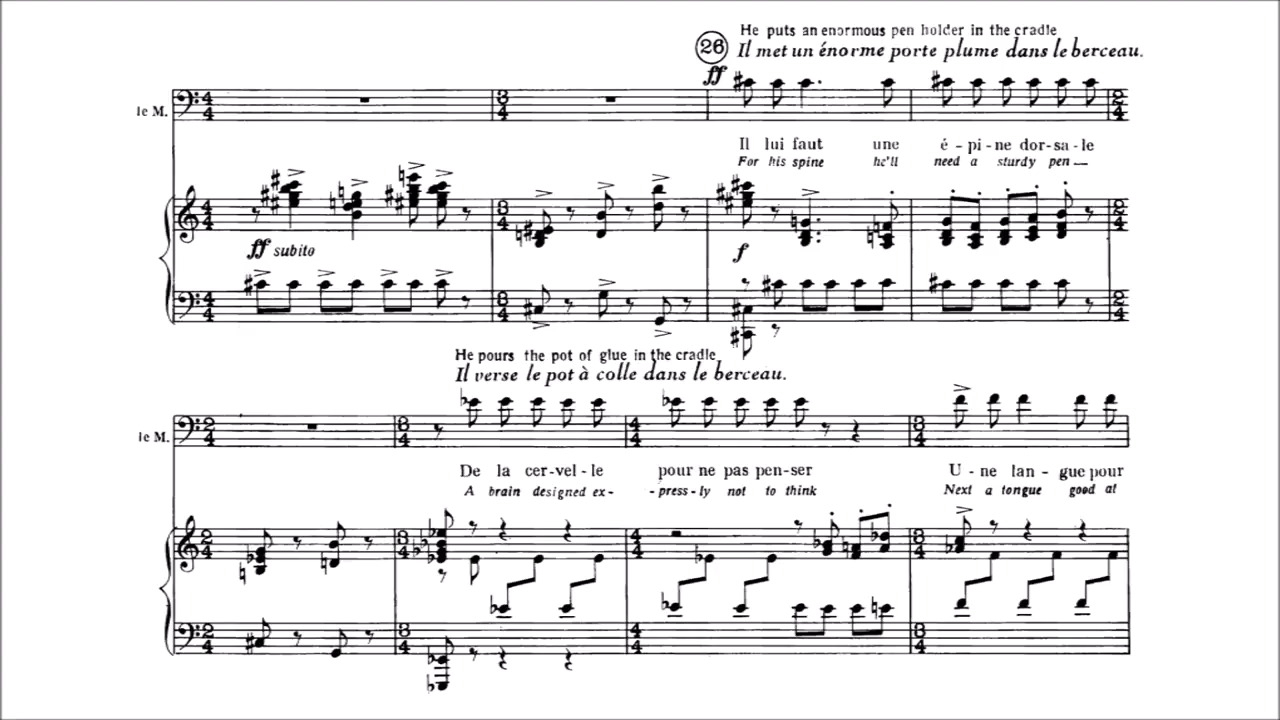 He puts an enormous pen holder in the cradle
26 Il met un énorme porte plume dans le berceau.
ff
le M.
Il lui faut une é - pi - ne dor - sa - le
For his spine he'll need a sturdy pen —
ff subito
f
He pours the pot of glue in the cradle
Il verse le pot à colle dans le berceau.
le M.
De la cer - vel - le pour ne pas pen - ser U - ne lan - gue pour
A brain designed ex - - press - ly not to think Next a tongue good at